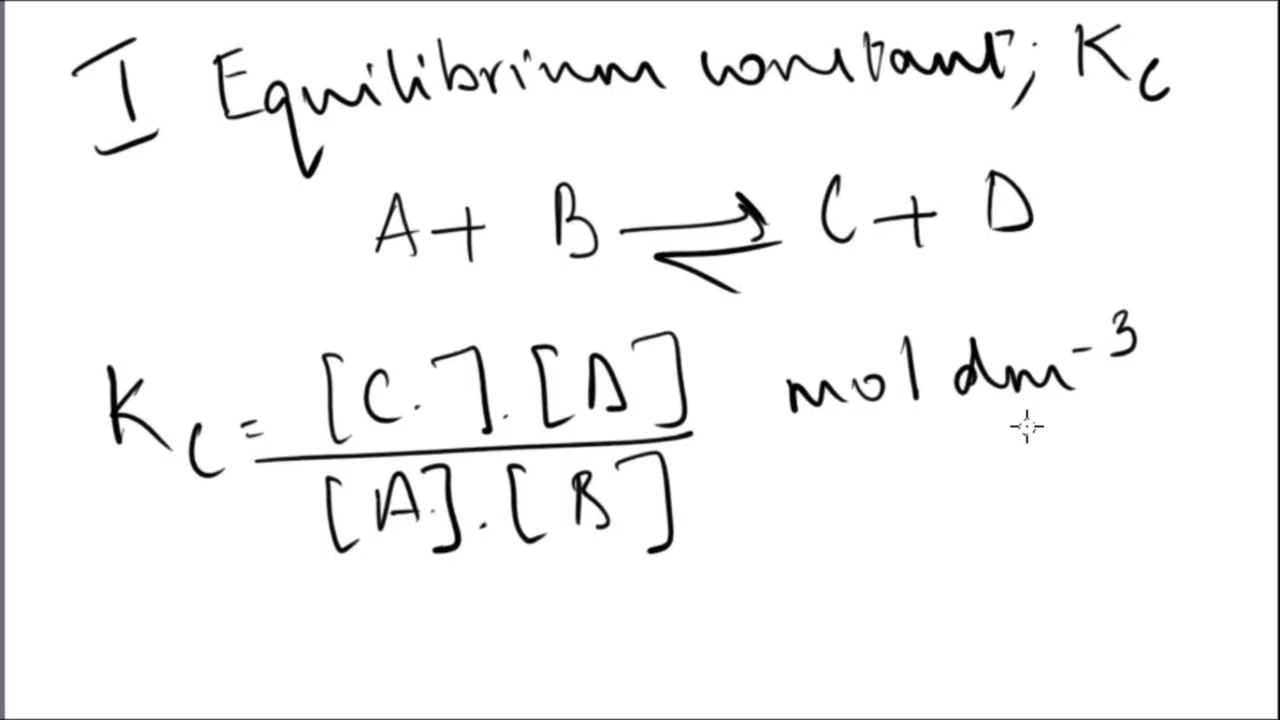 I Equilibrium constant; Kc
A + B ⇌ C + D
Kc = [C].[D] / [A].[B] mol dm⁻³